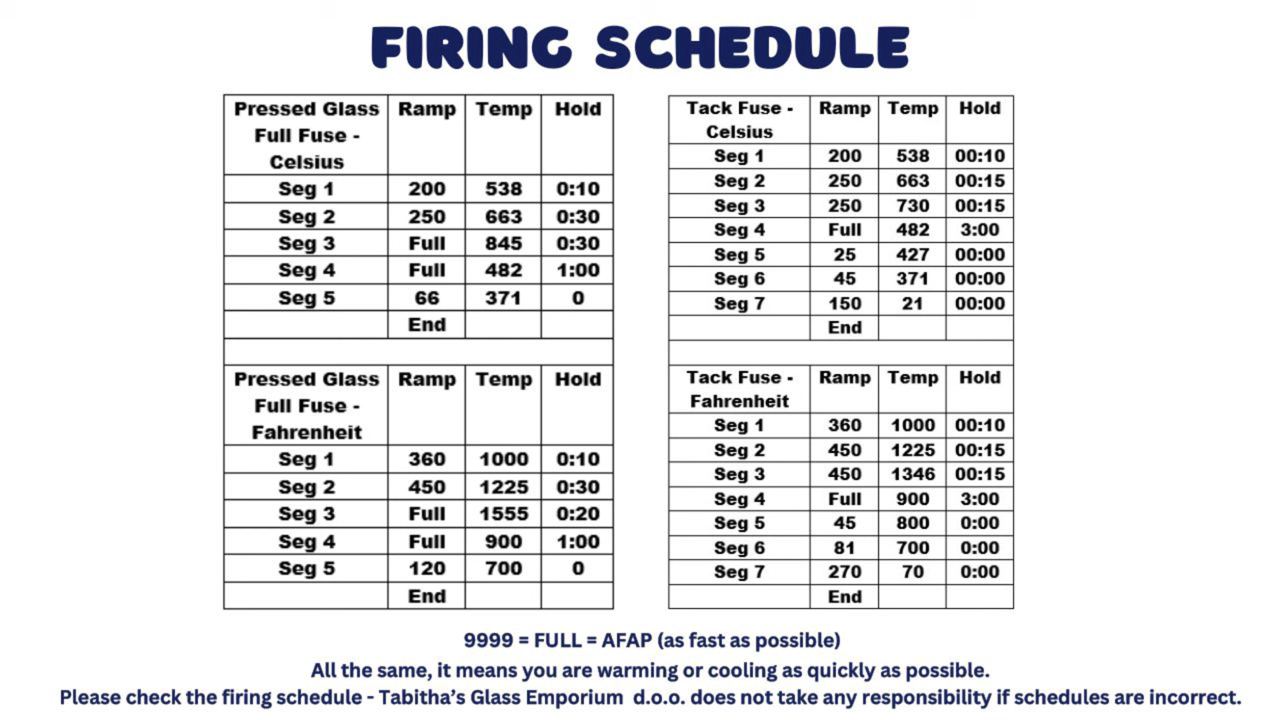 FIRING SCHEDULE
Pressed Glass Full Fuse - Celsius Ramp Temp Hold
Seg 1 200 538 0:10
Seg 2 250 663 0:30
Seg 3 Full 845 0:30
Seg 4 Full 482 1:00
Seg 5 66 371 0
End
Pressed Glass Full Fuse - Fahrenheit Ramp Temp Hold
Seg 1 360 1000 0:10
Seg 2 450 1225 0:30
Seg 3 Full 1555 0:20
Seg 4 Full 900 1:00
Seg 5 120 700 0
End
Tack Fuse - Celsius Ramp Temp Hold
Seg 1 200 538 00:10
Seg 2 250 663 00:15
Seg 3 250 730 00:15
Seg 4 Full 482 3:00
Seg 5 25 427 00:00
Seg 6 45 371 00:00
Seg 7 150 21 00:00
End
Tack Fuse - Fahrenheit Ramp Temp Hold
Seg 1 360 1000 00:10
Seg 2 450 1225 00:15
Seg 3 450 1346 00:15
Seg 4 Full 900 3:00
Seg 5 45 800 0:00
Seg 6 81 700 0:00
Seg 7 270 70 0:00
End
9999 = FULL = AFAP (as fast as possible)
All the same, it means you are warming or cooling as quickly as possible.
Please check the firing schedule - Tabitha's Glass Emporium d.o.o. does not take any responsibility if schedules are incorrect.